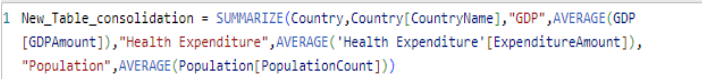 1 New_Table_consolidation = SUMMARIZE(Country,Country[CountryName],"GDP",AVERAGE(GDP
[GDPAmount]),"Health Expenditure",AVERAGE('Health Expenditure'[ExpenditureAmount]),
"Population",AVERAGE(Population[PopulationCount]))